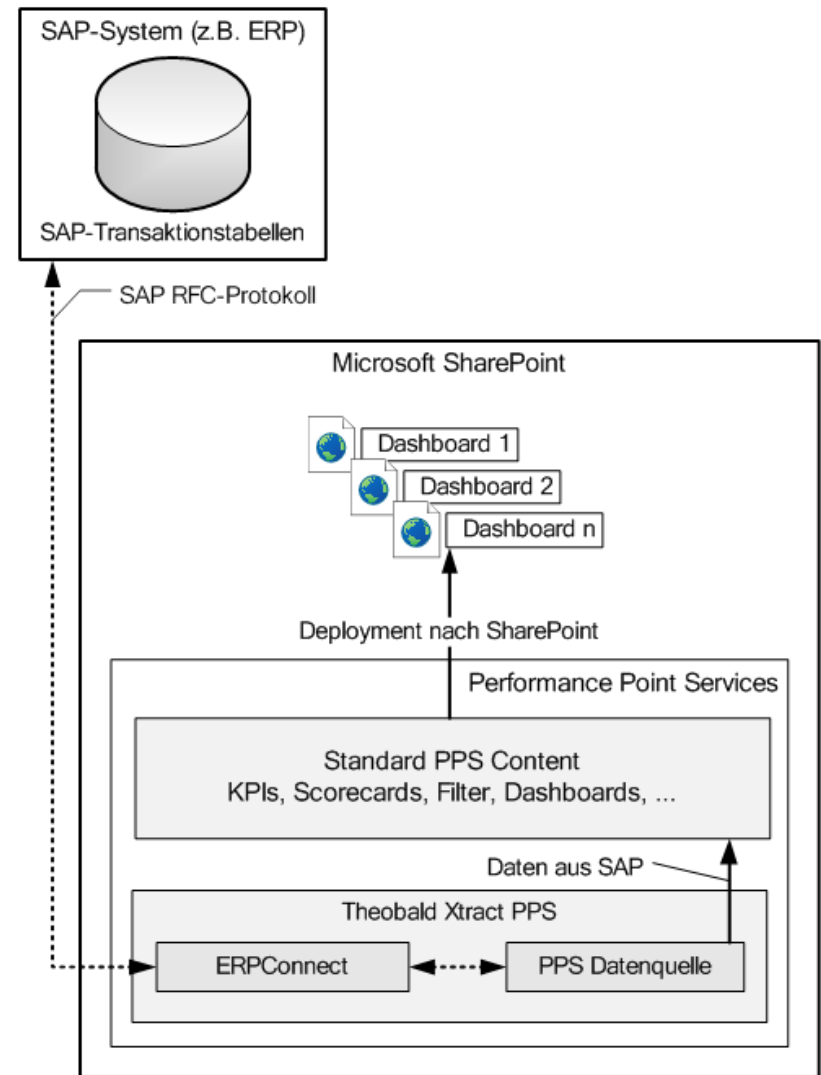 SAP-System (z.B. ERP)
SAP-Transaktionstabellen
SAP RFC-Protokoll
Microsoft SharePoint
Dashboard 1
Dashboard 2
Dashboard n
Deployment nach SharePoint
Performance Point Services
Standard PPS Content
KPIs, Scorecards, Filter, Dashboards, ...
Daten aus SAP
Theobald Xtract PPS
ERPConnect
PPS Datenquelle